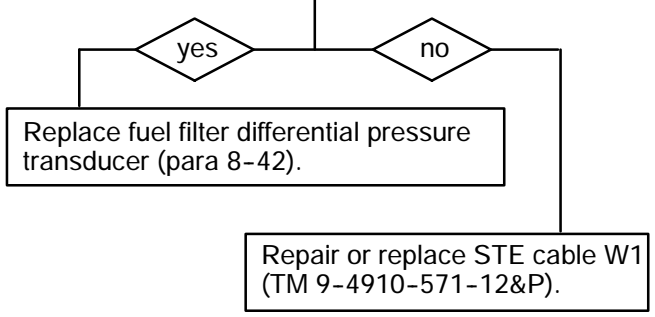 yes
no
Replace fuel filter differential pressure
transducer (para 8-42).
Repair or replace STE cable W1
(TM 9-4910-571-12&P).